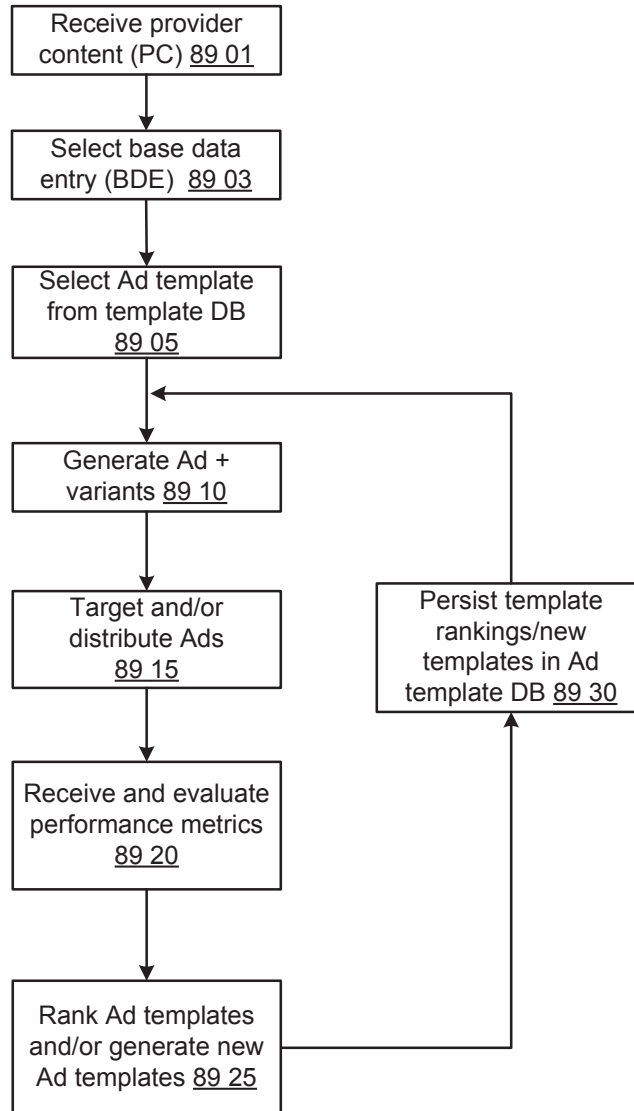 Receive provider
content (PC) 89 01
Select base data
entry (BDE) 89 03
Select Ad template
from template DB
89 05
Generate Ad +
variants 89 10
Target and/or
distribute Ads
89 15
Persist template
rankings/new
templates in Ad
template DB 89 30
Receive and evaluate
performance metrics
89 20
Rank Ad templates
and/or generate new
Ad templates 89 25